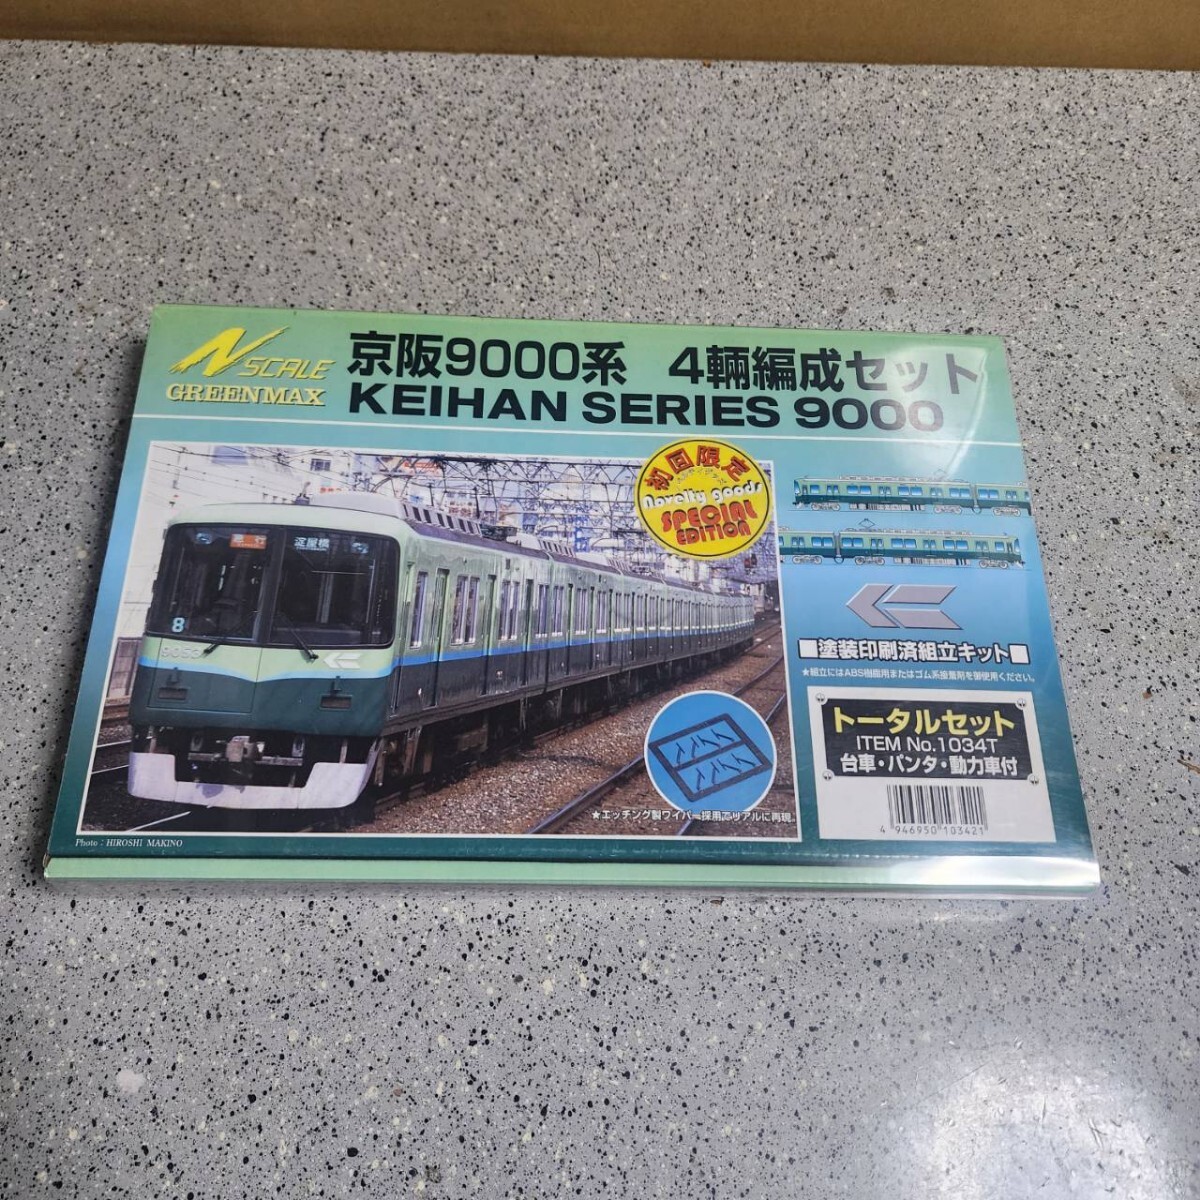 N SCALE
GREENMAX
京阪9000系 4輛編成セット
KEIHAN SERIES 9000
初回限定
Novelty goods
SPECIAL
EDITION
急行
淀屋橋
8
9053
■塗装印刷済組立キット■
★組立にはABS樹脂用またはゴム系接着剤を御使用ください。
トータルセット
ITEM No.1034T
台車・パンタ・動力車付
4 946950 103421
★エッチング製ワイパー採用でリアルに再現。
Photo : HIROSHI MAKINO